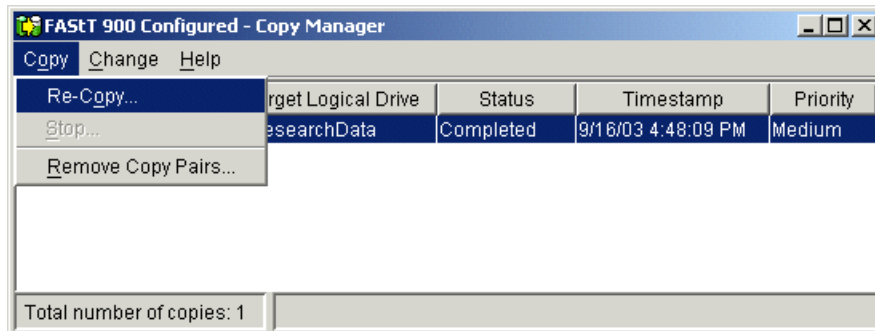 FAStT 900 Configured - Copy Manager
Copy Change Help
Re-Copy... rget Logical Drive Status Timestamp Priority
Stop... esearchData Completed 9/16/03 4:48:09 PM Medium
Remove Copy Pairs...
Total number of copies: 1